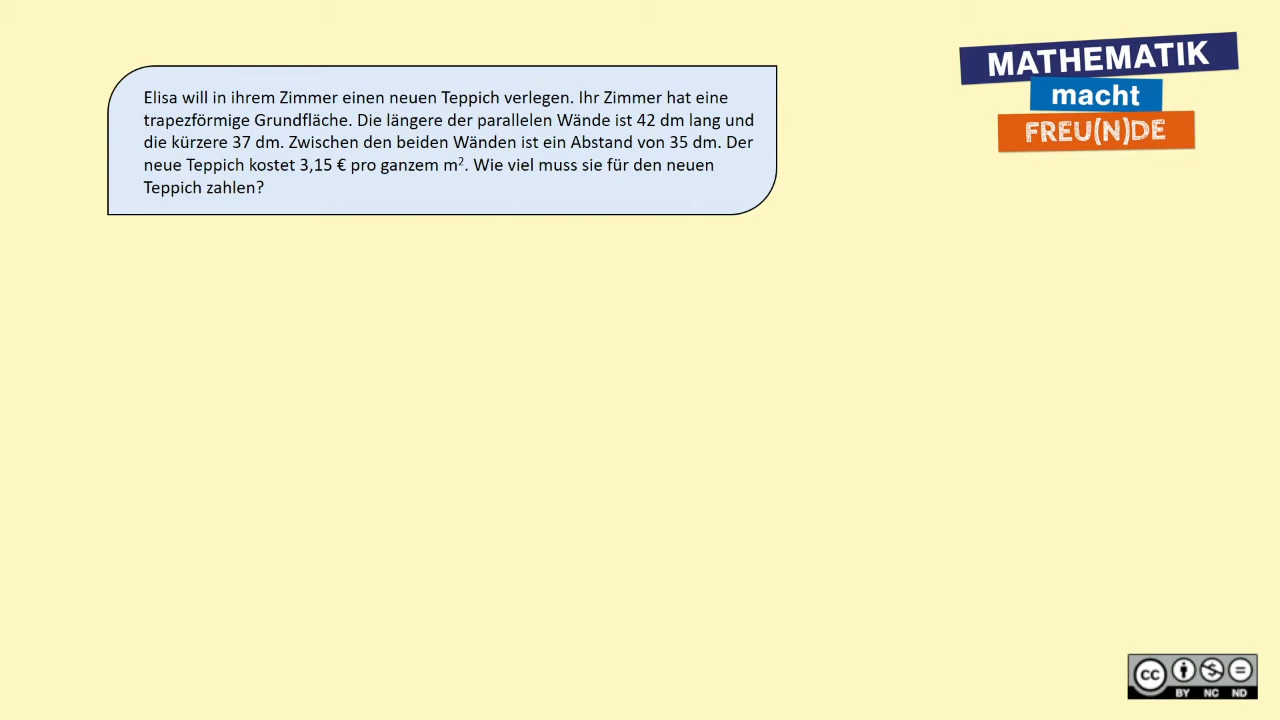 MATHEMATIK
macht
FREU(N)DE
Elisa will in ihrem Zimmer einen neuen Teppich verlegen. Ihr Zimmer hat eine
trapezförmige Grundfläche. Die längere der parallelen Wände ist 42 dm lang und
die kürzere 37 dm. Zwischen den beiden Wänden ist ein Abstand von 35 dm. Der
neue Teppich kostet 3,15 € pro ganzem m². Wie viel muss sie für den neuen
Teppich zahlen?
CC
BY NC ND